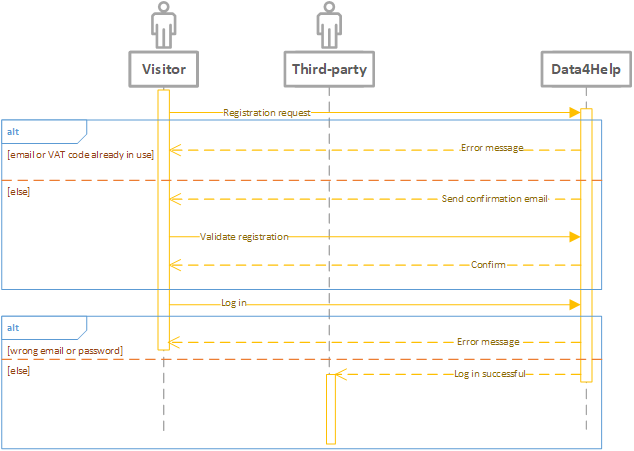 Visitor
Third-party
Data4Help
Registration request
alt
Error message
[email or VAT code already in use]
[else]
Send confirmation email
Validate registration
Confirm
Log in
alt
Error message
[wrong email or password]
[else]
Log in successful